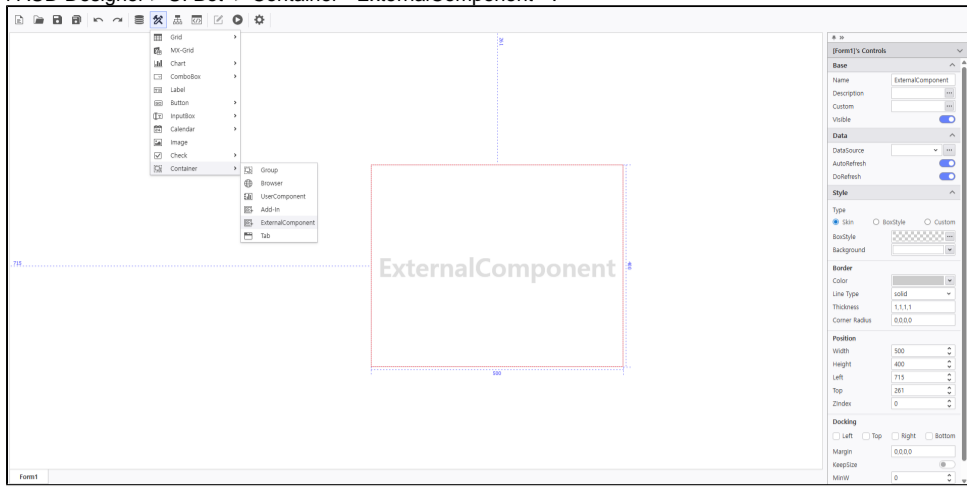 Grid
MX-Grid
Chart
ComboBox
Label
Button
InputBox
Calendar
Image
Check
Container
Group
Browser
UserComponent
Add-In
ExternalComponent
Tab
261
715
ExternalComponent
400
500
Form1
{Form1}'s Controls
Base
Name ExternalComponent
Description
Custom
Visible
Data
DataSource
AutoRefresh
DoRefresh
Style
Type
Skin BoxStyle Custom
BoxStyle
Background
Border
Color
Line Type solid
Thickness 1,1,1,1
Corner Radius 0,0,0,0
Position
Width 500
Height 400
Left 715
Top 261
ZIndex 0
Docking
Left Top Right Bottom
Margin 0,0,0,0
KeepSize
MinW 0